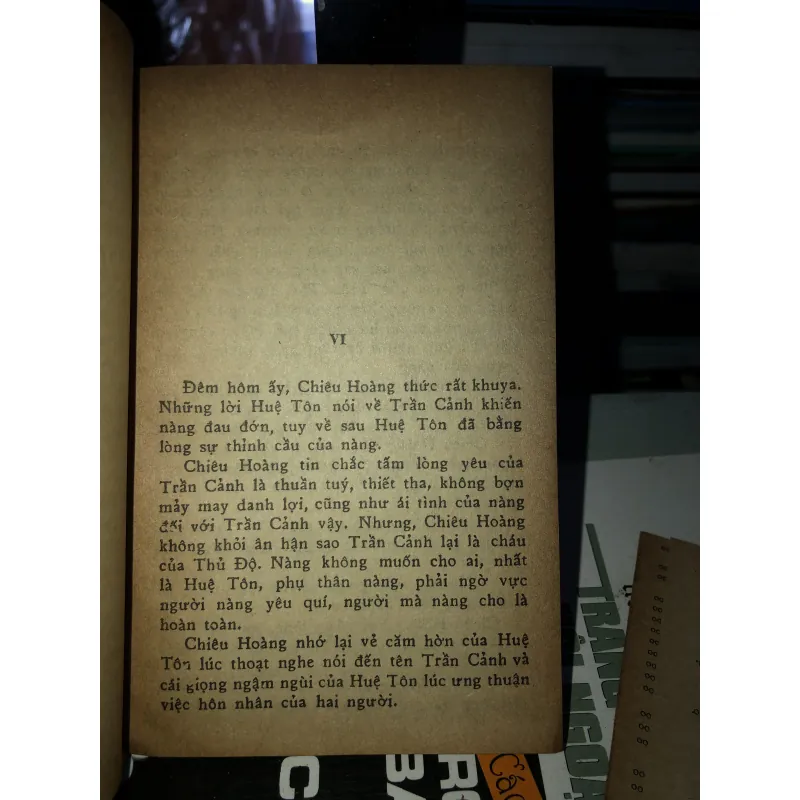 VI
Đêm hôm ấy, Chiêu Hoàng thức rất khuya.
Những lời Huệ Tôn nói về Trần Cảnh khiến
nàng đau đớn, tuy về sau Huệ Tôn đã bằng
lòng sự thỉnh cầu của nàng.
Chiêu Hoàng tin chắc tấm lòng yêu của
Trần Cảnh là thuần tuý, thiết tha, không bợn
mảy may danh lợi, cũng như ái tình của nàng
đối với Trần Cảnh vậy. Nhưng, Chiêu Hoàng
không khỏi ân hận sao Trần Cảnh lại là cháu
của Thủ Độ. Nàng không muốn cho ai, nhất
là Huệ Tôn, phụ thân nàng, phải ngờ vực
người nàng yêu quí, người mà nàng cho là
hoàn toàn.
Chiêu Hoàng nhớ lại vẻ căm hờn của Huệ
Tôn lúc thoạt nghe nói đến tên Trần Cảnh và
cái giọng ngậm ngùi của Huệ Tôn lúc ưng thuận
việc hôn nhân của hai người.
TRANG